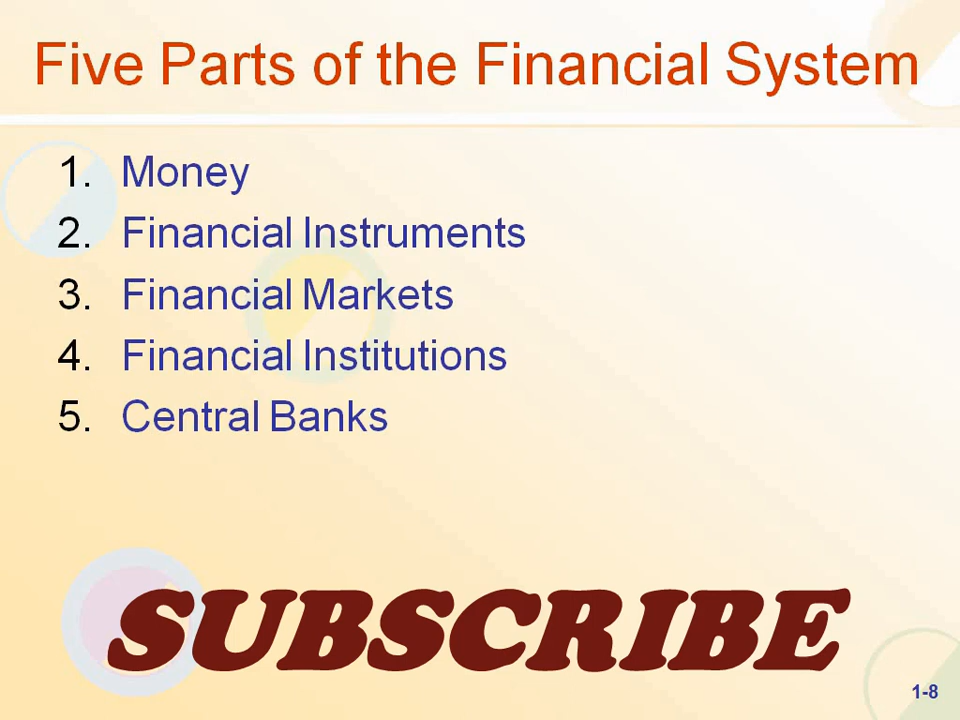 Five Parts of the Financial System
1. Money
2. Financial Instruments
3. Financial Markets
4. Financial Institutions
5. Central Banks
SUBSCRIBE
1-8